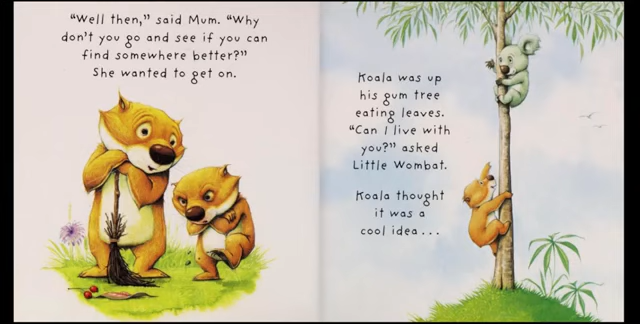 “Well then,” said Mum. “Why
don’t you go and see if you can
find somewhere better?”
She wanted to get on.
Koala was up
his gum tree
eating leaves.
“Can I live with
you?” asked
Little Wombat.
Koala thought
it was a
cool idea...